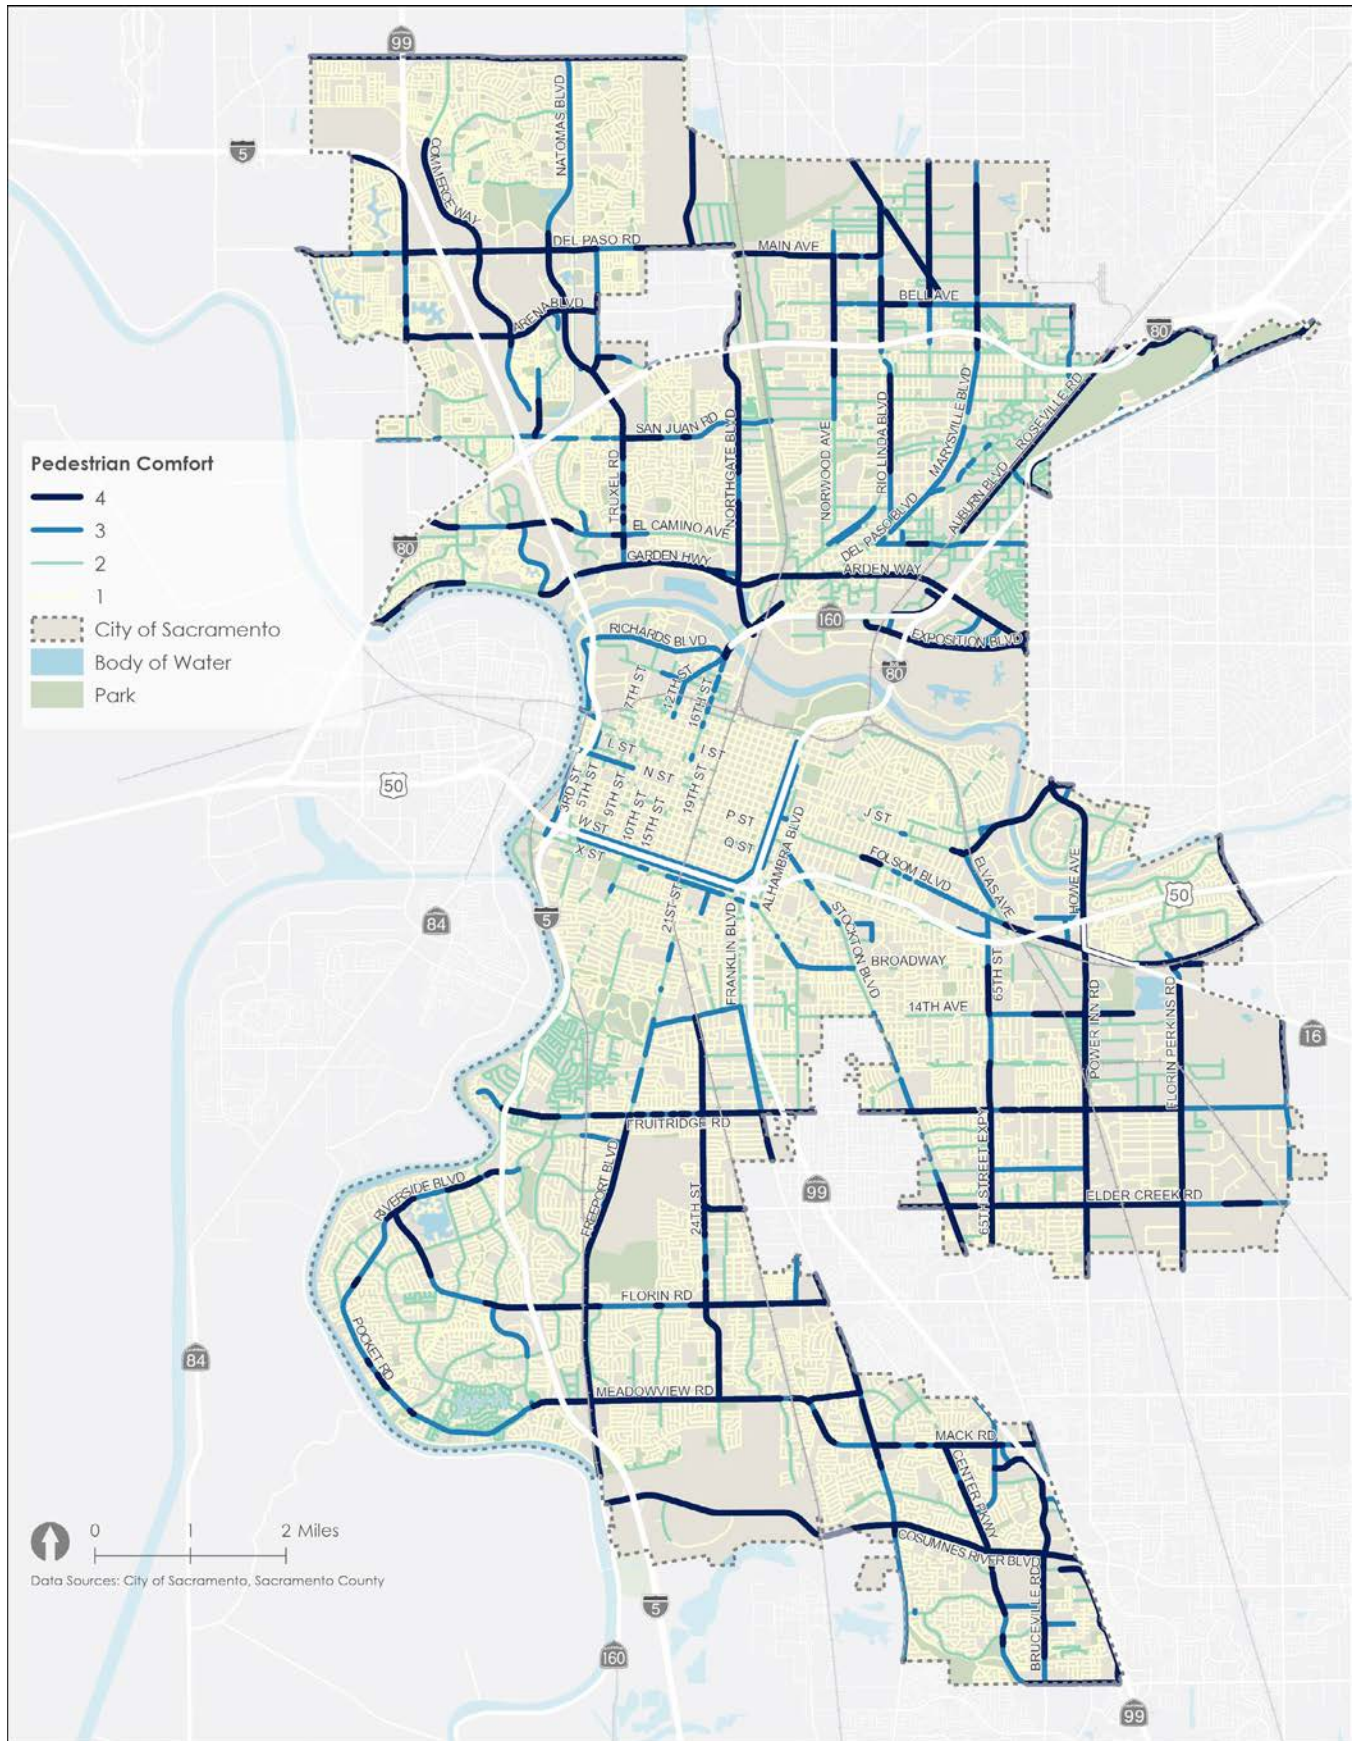 99
5
COMMERCE WAY
NATOMAS BLVD
DEL PASO RD
MAIN AVE
BELL AVE
ARENA BLVD
80
SAN JUAN RD
TRUXEL RD
NORTHGATE BLVD
NORWOOD AVE
RIO LINDA BLVD
MARYSVILLE BLVD
ROSEVILLE RD
AUBURN BLVD
DEL PASO BLVD
EL CAMINO AVE
GARDEN HWY
ARDEN WAY
80
160
EXPOSITION BLVD
80
Pedestrian Comfort
4
3
2
1
City of Sacramento
Body of Water
Park
RICHARDS BLVD
7TH ST
12TH ST
16TH ST
L ST
I ST
N ST
3RD ST
5TH ST
9TH ST
10TH ST
15TH ST
19TH ST
P ST
Q ST
W ST
X ST
50
J ST
ALHAMBRA BLVD
FOLSOM BLVD
ELVAS AVE
HOWE AVE
50
84
5
21ST ST
FRANKLIN BLVD
STOCKTON BLVD
BROADWAY
65TH ST
14TH AVE
POWER INN RD
FLORIN PERKINS RD
16
FRUITRIDGE RD
65TH STREET EXPY
ELDER CREEK RD
99
RIVERSIDE BLVD
FREEPORT BLVD
24TH ST
FLORIN RD
POCKET RD
84
MEADOWVIEW RD
MACK RD
CENTER PKWY
COSUMNES RIVER BLVD
BRUCEVILLE RD
5
160
99
0 1 2 Miles
Data Sources: City of Sacramento, Sacramento County